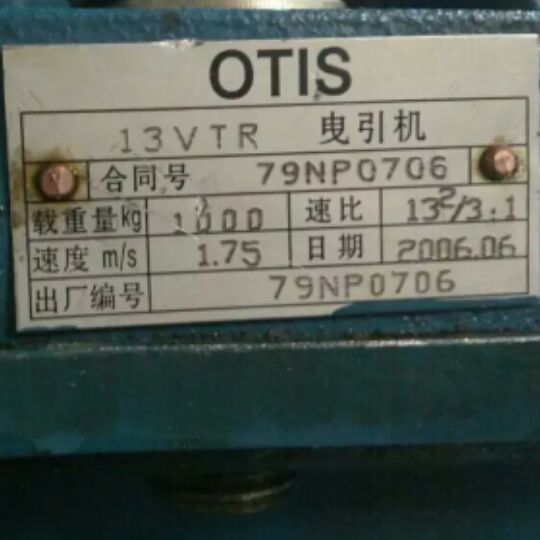 OTIS
13VTR 曳引机
合同号 79NP0706
载重量kg 1000 速比 13²/3:1
速度 m/s 1.75 日期 2006.06
出厂编号 79NP0706